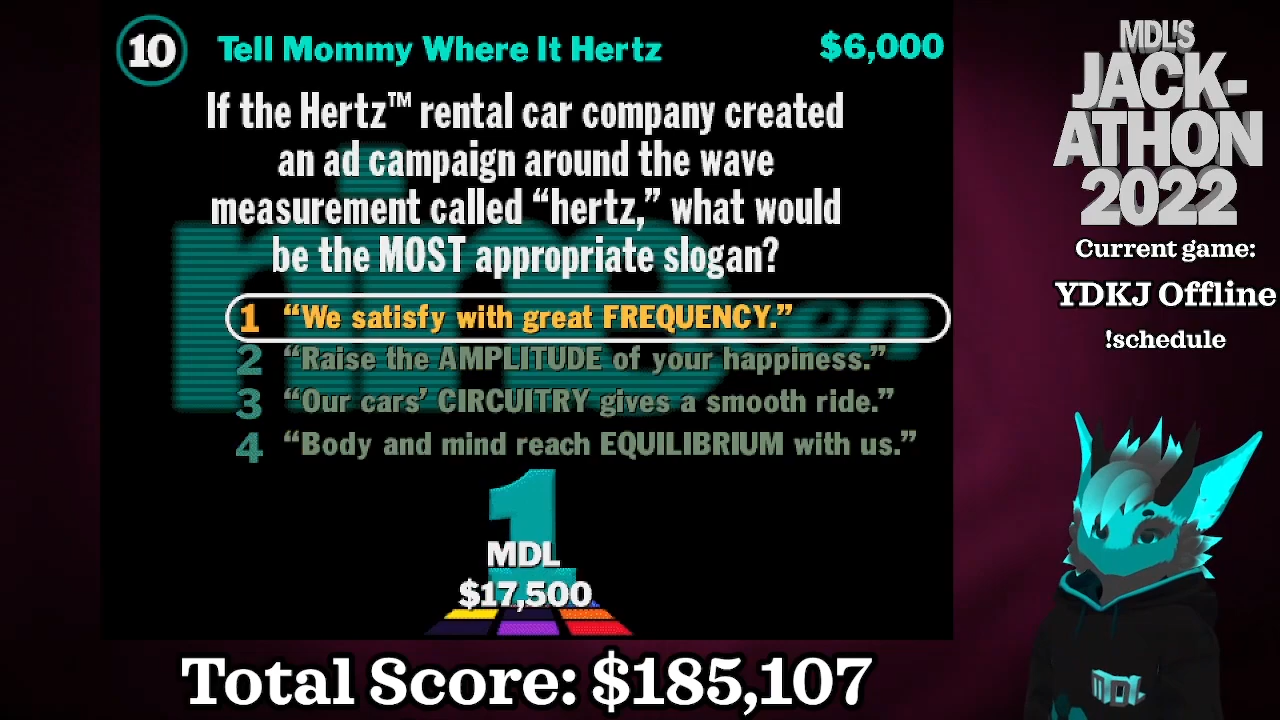 10 Tell Mommy Where It Hertz $6,000
If the Hertz™ rental car company created
an ad campaign around the wave
measurement called “hertz,” what would
be the MOST appropriate slogan?
1 “We satisfy with great FREQUENCY.”
2 “Raise the AMPLITUDE of your happiness.”
3 “Our cars’ CIRCUITRY gives a smooth ride.”
4 “Body and mind reach EQUILIBRIUM with us.”
1
MDL
$17,500
Total Score: $185,107
MDL'S
JACK-
ATHON
2022
Current game:
YDKJ Offline
!schedule
MDL